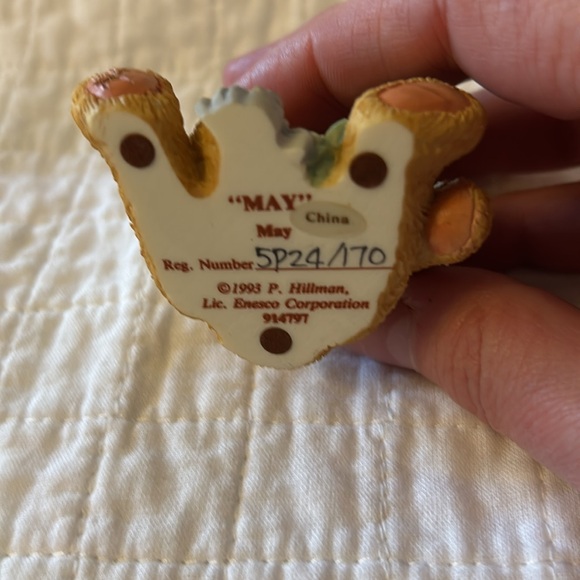 “MAY”
China
May
Reg. Number 5P24/170
©1993 P. Hillman,
Lic. Enesco Corporation
914797